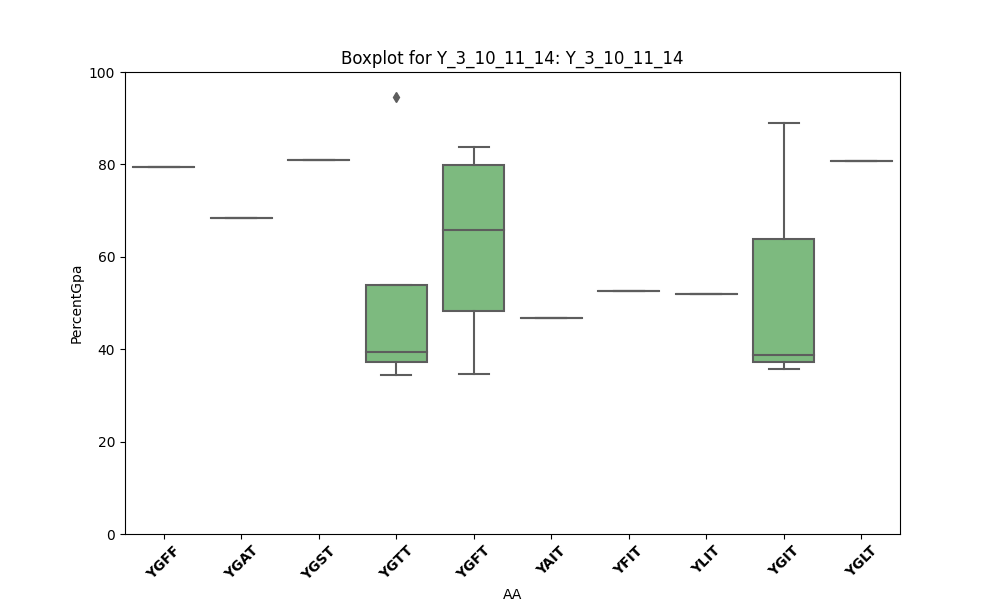 Boxplot for Y_3_10_11_14: Y_3_10_11_14
100
80
60
40
20
0
PercentGpa
YGFF
YGAT
YGST
YGTT
YGFT
YAIT
YFIT
YLIT
YGIT
YGLT
AA